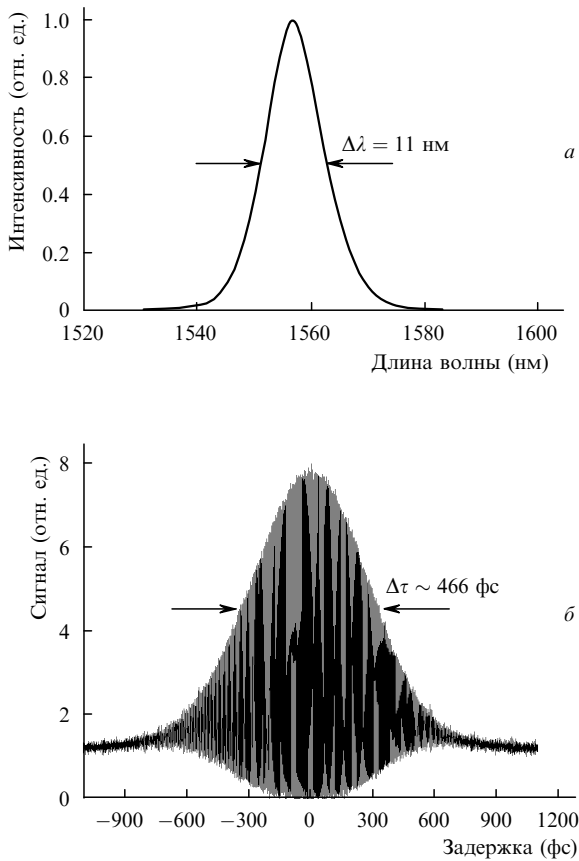 Интенсивность (отн. ед.)
1.0
0.8
0.6
0.4
0.2
0
Δλ = 11 нм
а
1520 1540 1560 1580 1600
Длина волны (нм)
Сигнал (отн. ед.)
8
6
4
2
0
Δτ ∼ 466 фс
б
−900 −600 −300 0 300 600 900 1200
Задержка (фс)